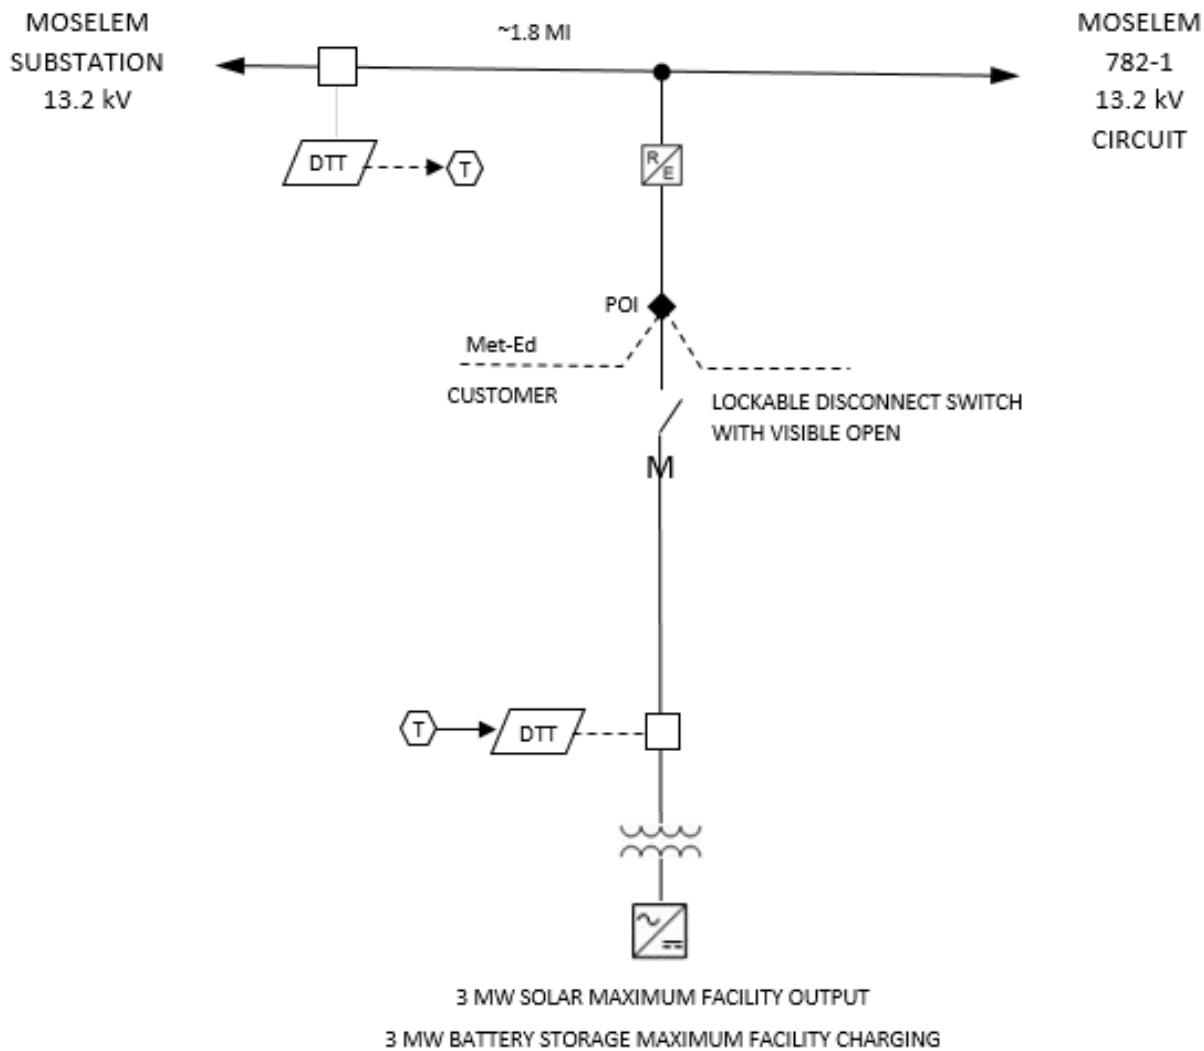 MOSELEM
SUBSTATION
13.2 kV
~1.8 MI
MOSELEM
782-1
13.2 kV
CIRCUIT
DTT
T
R
E
POI
Met-Ed
CUSTOMER
LOCKABLE DISCONNECT SWITCH
WITH VISIBLE OPEN
M
T
DTT
3 MW SOLAR MAXIMUM FACILITY OUTPUT
3 MW BATTERY STORAGE MAXIMUM FACILITY CHARGING